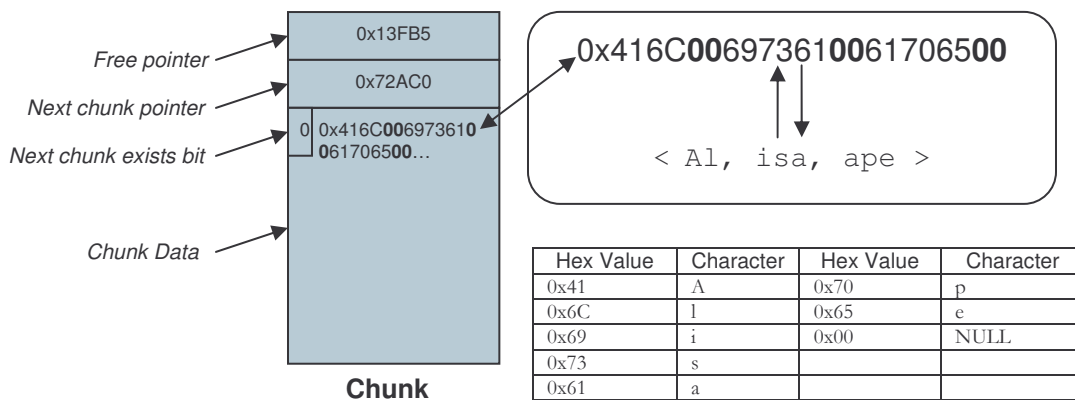 Free pointer
Next chunk pointer
Next chunk exists bit
Chunk Data
0x13FB5
0x72AC0
0 0x416C006973610
061706500…
Chunk
0x416C006973610061706500
< Al, isa, ape >
Hex Value Character Hex Value Character
0x41 A 0x70 p
0x6C l 0x65 e
0x69 i 0x00 NULL
0x73 s
0x61 a